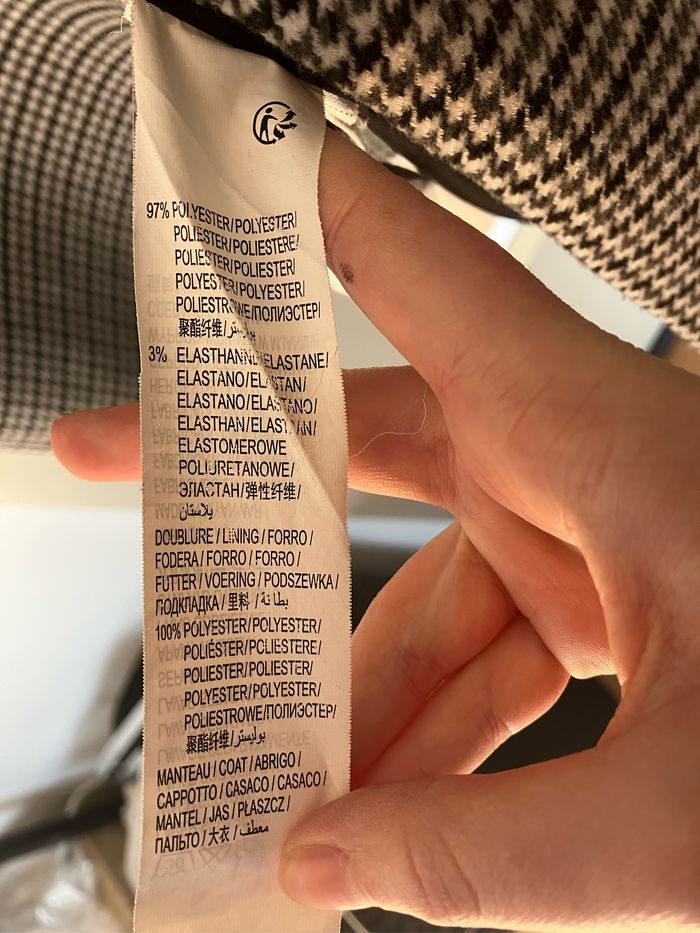 97% POLYESTER/POLYESTER/
POLIESTER/POLIESTERE/
POLIESTER/POLIESTER/
POLYESTER/POLYESTER/
POLIESTROWE/ПОЛИЭСТЕР/
聚酯纤维/بوليستر
3% ELASTHANNE/ELASTANE/
ELASTANO/ELASTAN/
ELASTANO/ELASTANO/
ELASTHAN/ELASTAN/
ELASTOMEROWE
POLIURETANOWE/
ЭЛАСТАН/弹性纤维/
يلاستان
DOUBLURE / LINING / FORRO /
FODERA / FORRO / FORRO /
FUTTER / VOERING / PODSZEWKA /
ПОДКЛАДКА / 里料 / بطانة
100% POLYESTER/POLYESTER/
POLIÉSTER/POLIESTERE/
POLIESTER/POLIESTER/
POLYESTER/POLYESTER/
POLIESTROWE/ПОЛИЭСТЕР/
聚酯纤维/بوليستر
MANTEAU / COAT / ABRIGO /
CAPPOTTO / CASACO / CASACO /
MANTEL / JAS / PŁASZCZ /
ПАЛЬТО / 大衣 / معطف